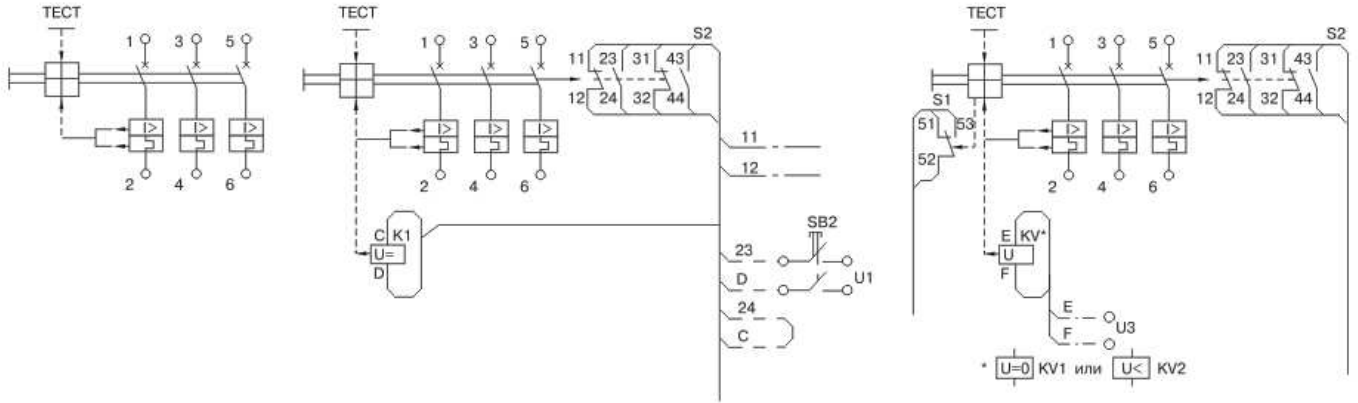 ТЕСТ
1 3 5
I> I> I>
2 4 6
ТЕСТ
S2
1 3 5
11 23 31 43
12 24 32 44
I> I> I>
2 4 6
11
12
C K1
U=
D
SB2
23
D U1
24
C
ТЕСТ
S2
1 3 5
11 23 31 43
12 24 32 44
S1
51 53
52
I> I> I>
2 4 6
E KV*
U
F
E
F U3
* U=0 KV1 или U< KV2